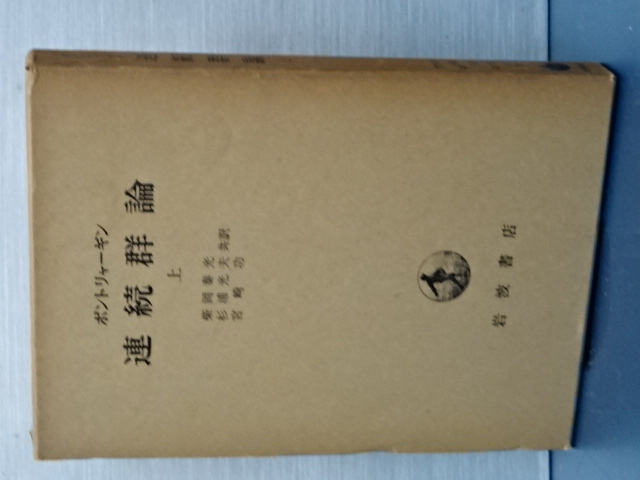 ポントリャーギン
連続群論
上
柴岡泰光
杉浦光夫 共訳
宮崎功
岩波書店